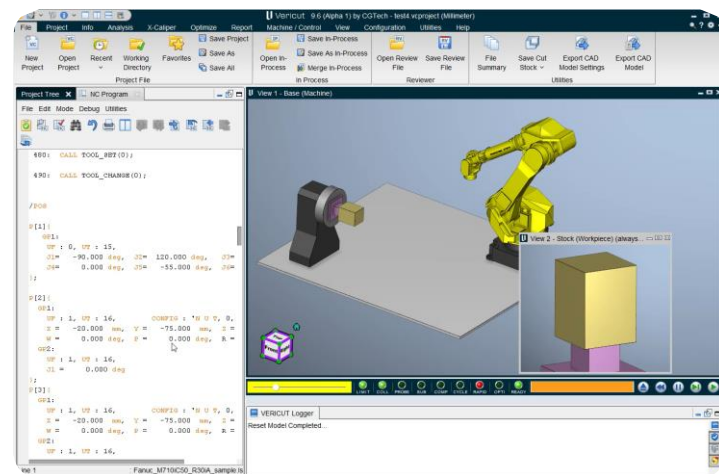 Vericut 9.6 (Alpha 1) by CGTech - testii.vcproject (Millimeter)
File Project Info Analysis X-Caliper Optimize Report Machine / Control View Configuration Utilities Help
New Project
Open Project
Recent
Working Directory
Favorites
Save Project
Save As
Save All
Project File
Open In-Process
Save In-Process
Save As In-Process
Merge In-Process
In Process
Open Review File
Save Review File
Reviewer
File Summary
Save Cut Stock
Export CAD Model Settings
Export CAD Model
Utilities
Project Tree
NC Program
File Edit Mode Debug Utilities
480: CALL TOOL_SET(0);
490: CALL TOOL_CHANGE(0);
/POS
P[1]{
GP1:
UF : 0, UT : 15,
J1= -90.000 deg, J2= 120.000 deg, J3=
J4= 0.000 deg, J5= -55.000 deg, J6=
};
P[2]{
GP1:
UF : 1, UT : 16, CONFIG : 'N U T, 0,
X = -20.000 mm, Y = -75.000 mm, Z =
W = 0.000 deg, P = 0.000 deg, R =
GP2:
UF : 1, UT : 16,
J1 = 0.000 deg
};
P[3]{
GP1:
UF : 1, UT : 16, CONFIG : 'N U T, 0,
X = -20.000 mm, Y = -75.000 mm, Z =
W = 0.000 deg, P = 0.000 deg, R =
GP2:
UF : 1, UT : 16,
Fanuc_M710iC50_R30iA_sample.ls
View 1 - Base (Machine)
View 2 - Stock (Workpiece) (always...
LIMIT COLL PROBE SUB COMP CYCLE RAPID OPTI READY
VERICUT Logger
Reset Model Completed...